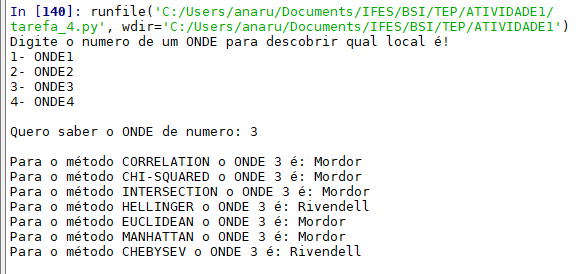 In [140]: runfile('C:/Users/anaru/Documents/IFES/BSI/TEP/ATIVIDADE1/
tarefa_4.py', wdir='C:/Users/anaru/Documents/IFES/BSI/TEP/ATIVIDADE1')
Digite o numero de um ONDE para descobrir qual local é!
1- ONDE1
2- ONDE2
3- ONDE3
4- ONDE4
Quero saber o ONDE de numero: 3
Para o método CORRELATION o ONDE 3 é: Mordor
Para o método CHI-SQUARED o ONDE 3 é: Mordor
Para o método INTERSECTION o ONDE 3 é: Mordor
Para o método HELLINGER o ONDE 3 é: Rivendell
Para o método EUCLIDEAN o ONDE 3 é: Mordor
Para o método MANHATTAN o ONDE 3 é: Mordor
Para o método CHEBYSEV o ONDE 3 é: Rivendell